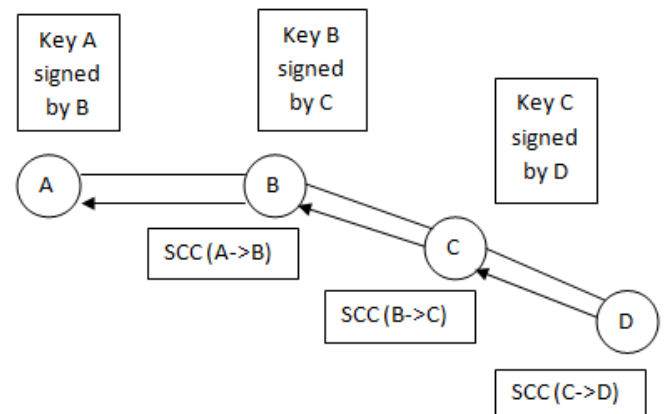 Key A
signed
by B
Key B
signed
by C
Key C
signed
by D
A
B
C
D
SCC (A->B)
SCC (B->C)
SCC (C->D)